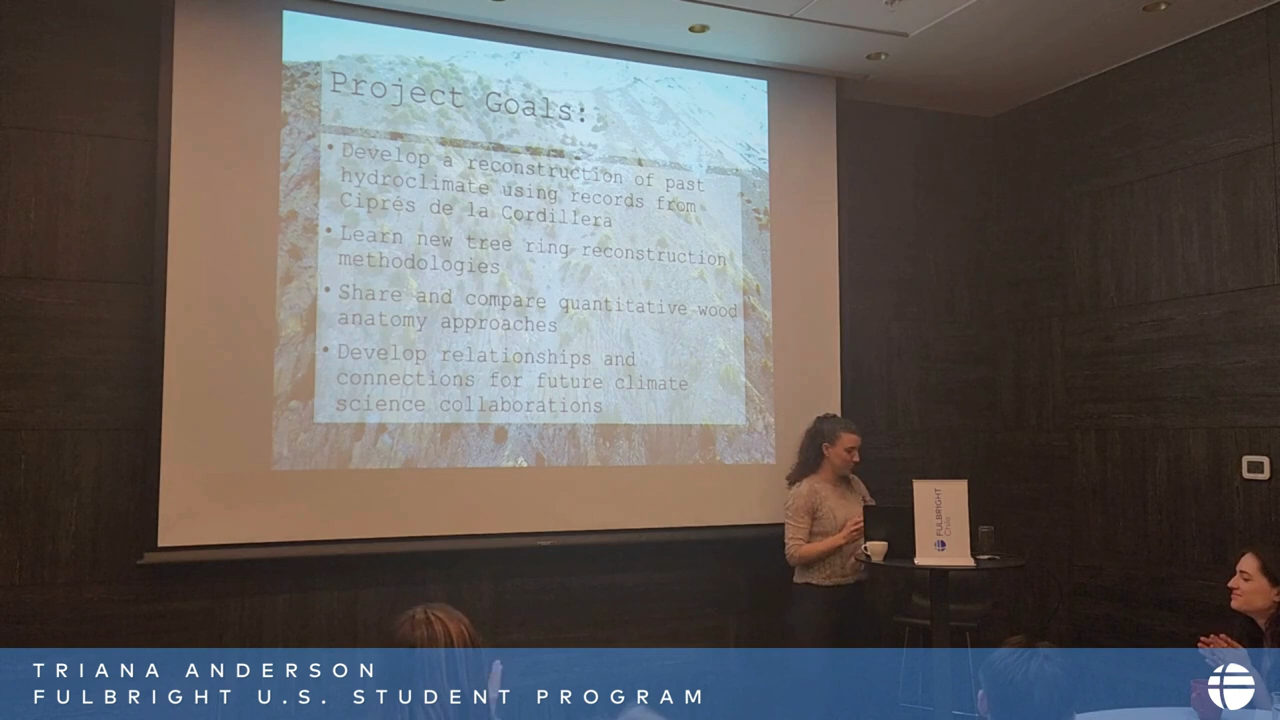 Project Goals:
• Develop a reconstruction of past
hydroclimate using records from
Ciprés de la Cordillera
• Learn new tree ring reconstruction
methodologies
• Share and compare quantitative wood
anatomy approaches
• Develop relationships and
connections for future climate
science collaborations
FULBRIGHT
Chile
TRIANA ANDERSON
FULBRIGHT U.S. STUDENT PROGRAM